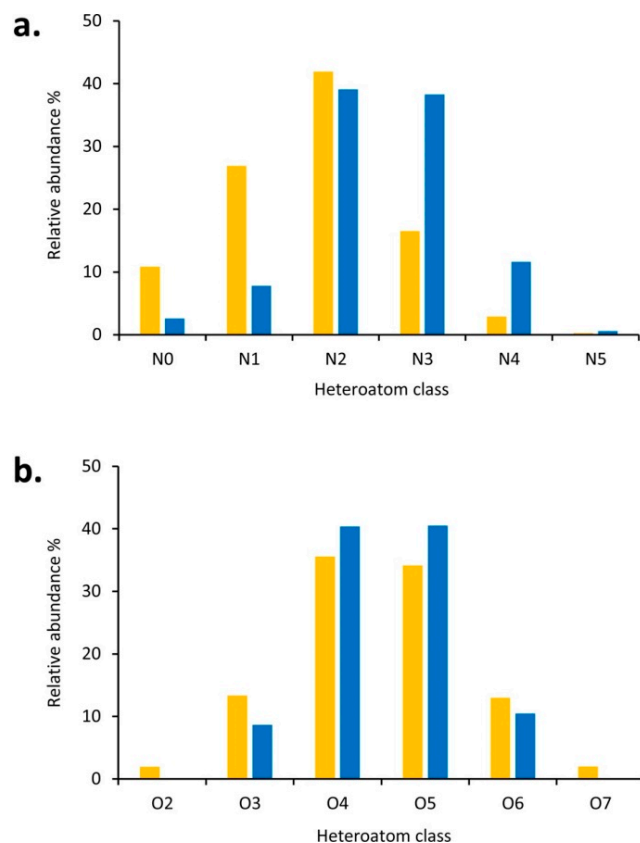 a.
50
40
30
20
10
0
Relative abundance %
N0 N1 N2 N3 N4 N5
Heteroatom class
b.
50
40
30
20
10
0
Relative abundance %
O2 O3 O4 O5 O6 O7
Heteroatom class